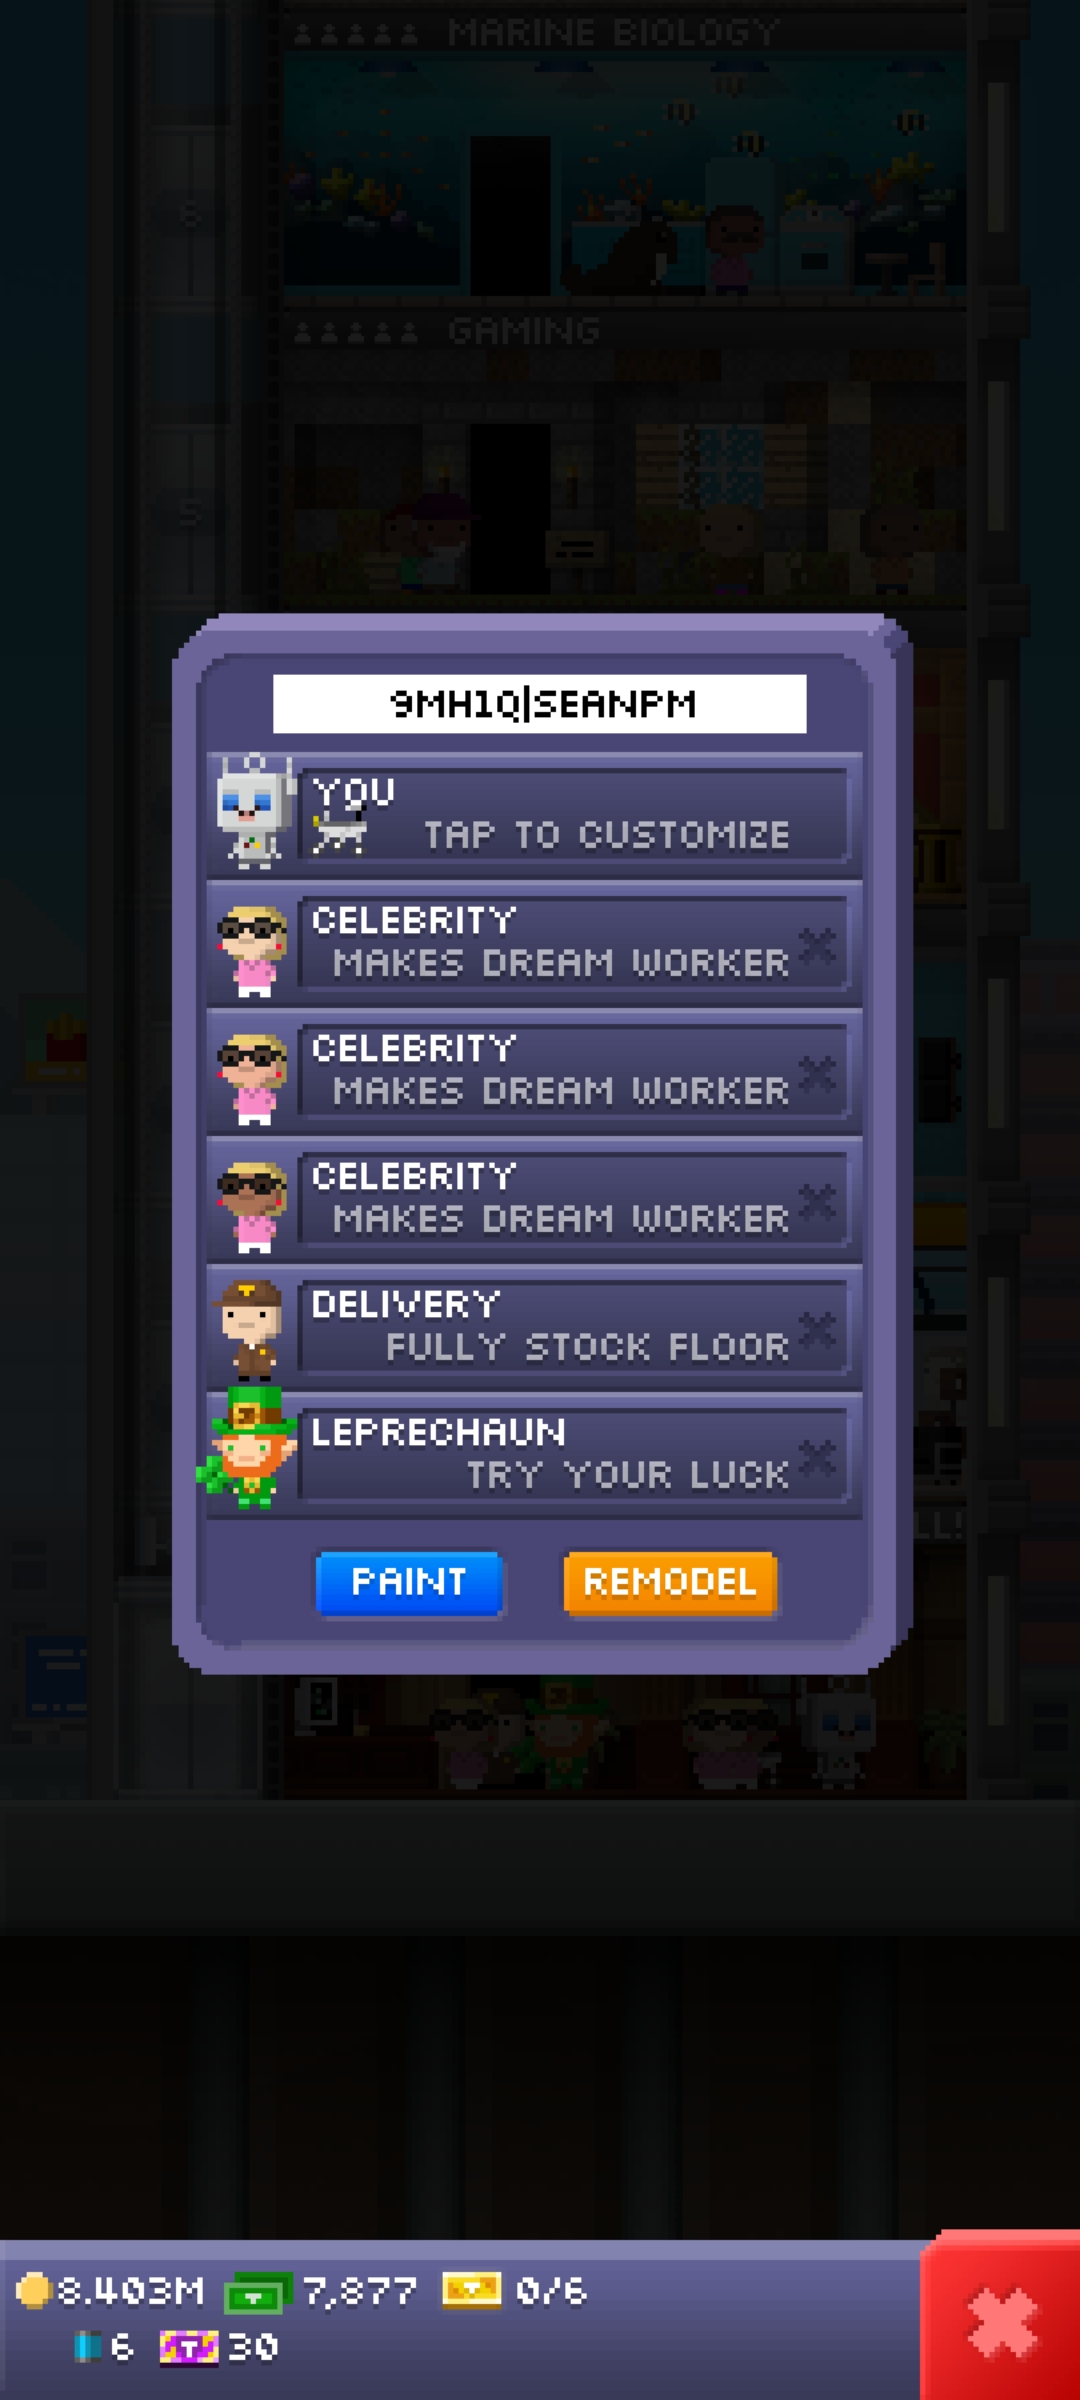 MARINE BIOLOGY
6
GAMING
5
9MH1Q|SEANPM
YOU
TAP TO CUSTOMIZE
CELEBRITY
MAKES DREAM WORKER
CELEBRITY
MAKES DREAM WORKER
CELEBRITY
MAKES DREAM WORKER
DELIVERY
FULLY STOCK FLOOR
LEPRECHAUN
TRY YOUR LUCK
PAINT REMODEL
8.403M 7,877 0/6
6 30